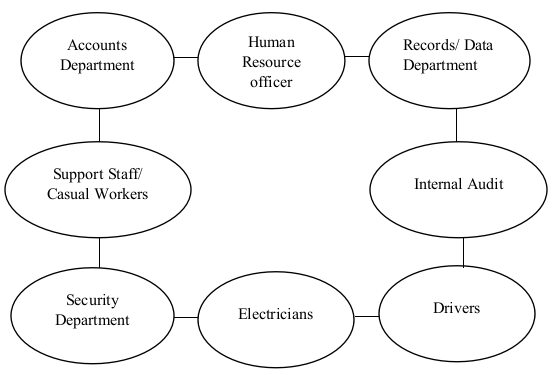 Accounts
Department
Human
Resource
officer
Records/ Data
Department
Support Staff/
Casual Workers
Internal Audit
Security
Department
Electricians
Drivers